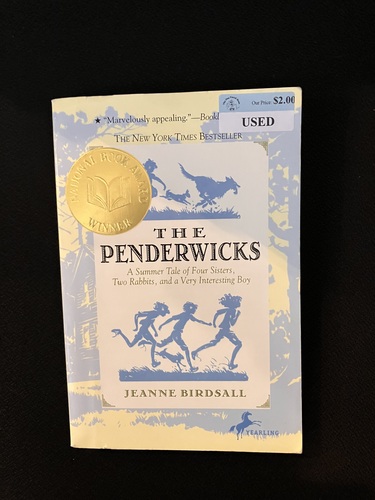 Our Price $2.00
USED
★ "Marvelously appealing."—Book
THE NEW YORK TIMES BESTSELLER
NATIONAL BOOK AWARD
WINNER
THE
PENDERWICKS
A Summer Tale of Four Sisters,
Two Rabbits, and a Very Interesting Boy
JEANNE BIRDSALL
YEARLING